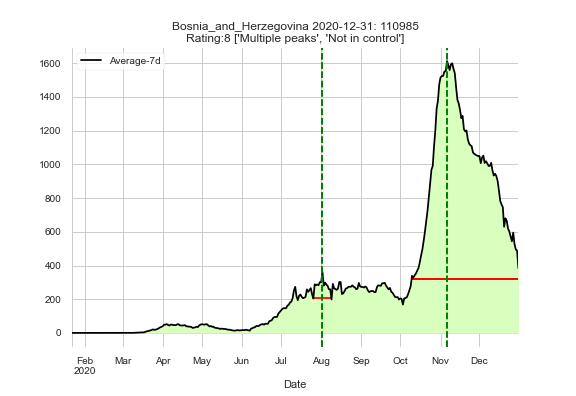 Bosnia_and_Herzegovina 2020-12-31: 110985
Rating:8 ['Multiple peaks', 'Not in control']
Average-7d
1600
1400
1200
1000
800
600
400
200
0
Feb Mar Apr May Jun Jul Aug Sep Oct Nov Dec
2020
Date